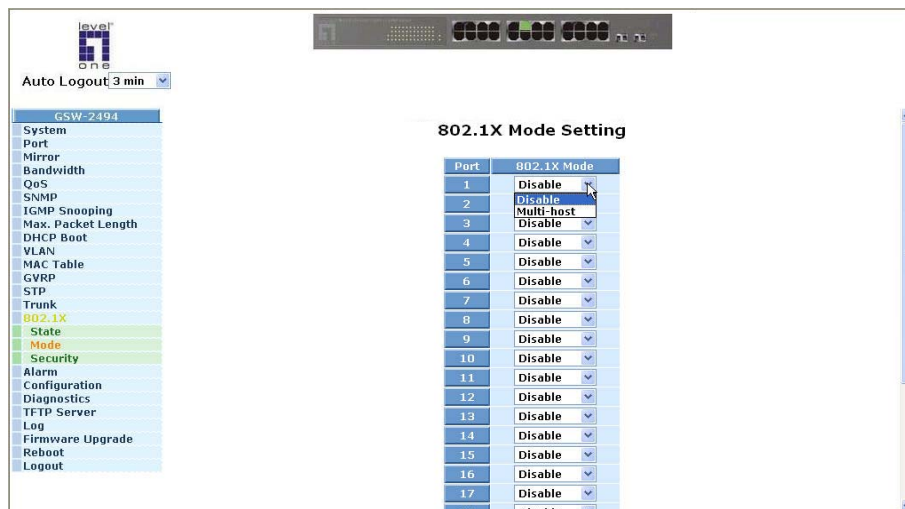 level
one
Auto Logout 3 min
GSW-2494
System
Port
Mirror
Bandwidth
QoS
SNMP
IGMP Snooping
Max. Packet Length
DHCP Boot
VLAN
MAC Table
GVRP
STP
Trunk
802.1X
State
Mode
Security
Alarm
Configuration
Diagnostics
TFTP Server
Log
Firmware Upgrade
Reboot
Logout
802.1X Mode Setting
Port 802.1X Mode
1 Disable
Disable
2
Multi-host
3 Disable
4 Disable
5 Disable
6 Disable
7 Disable
8 Disable
9 Disable
10 Disable
11 Disable
12 Disable
13 Disable
14 Disable
15 Disable
16 Disable
17 Disable